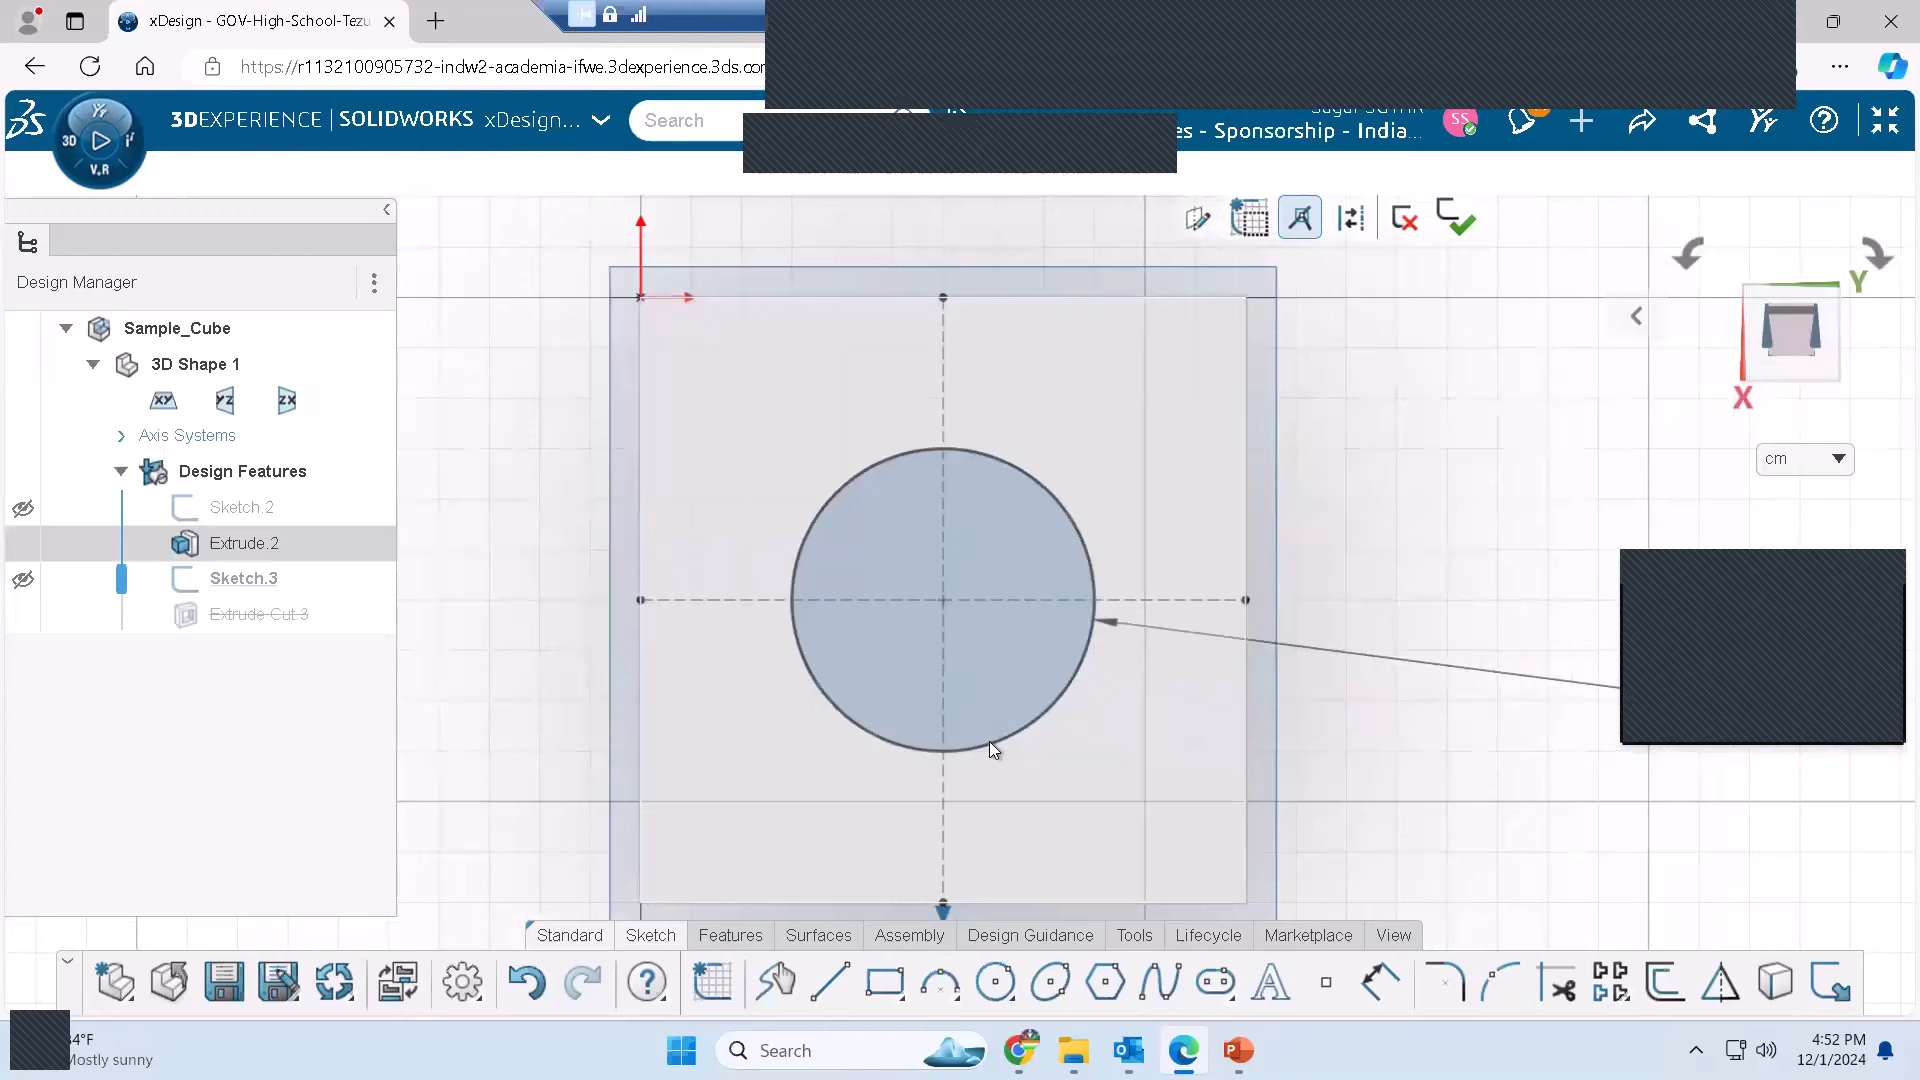 xDesign - GOV-High-School-Tezu
https://r1132100905732-indw2-academia-ifwe.3dexperience.3ds.com
3D
V.R
3DEXPERIENCE | SOLIDWORKS xDesign...
Search
es - Sponsorship - India...
SS
Design Manager
Sample_Cube
3D Shape 1
XY YZ ZX
Axis Systems
Design Features
Sketch.2
Extrude.2
Sketch.3
Extrude Cut.3
Y
X
cm
Standard Sketch Features Surfaces Assembly Design Guidance Tools Lifecycle Marketplace View
Mostly sunny
Search
4:52 PM
12/1/2024